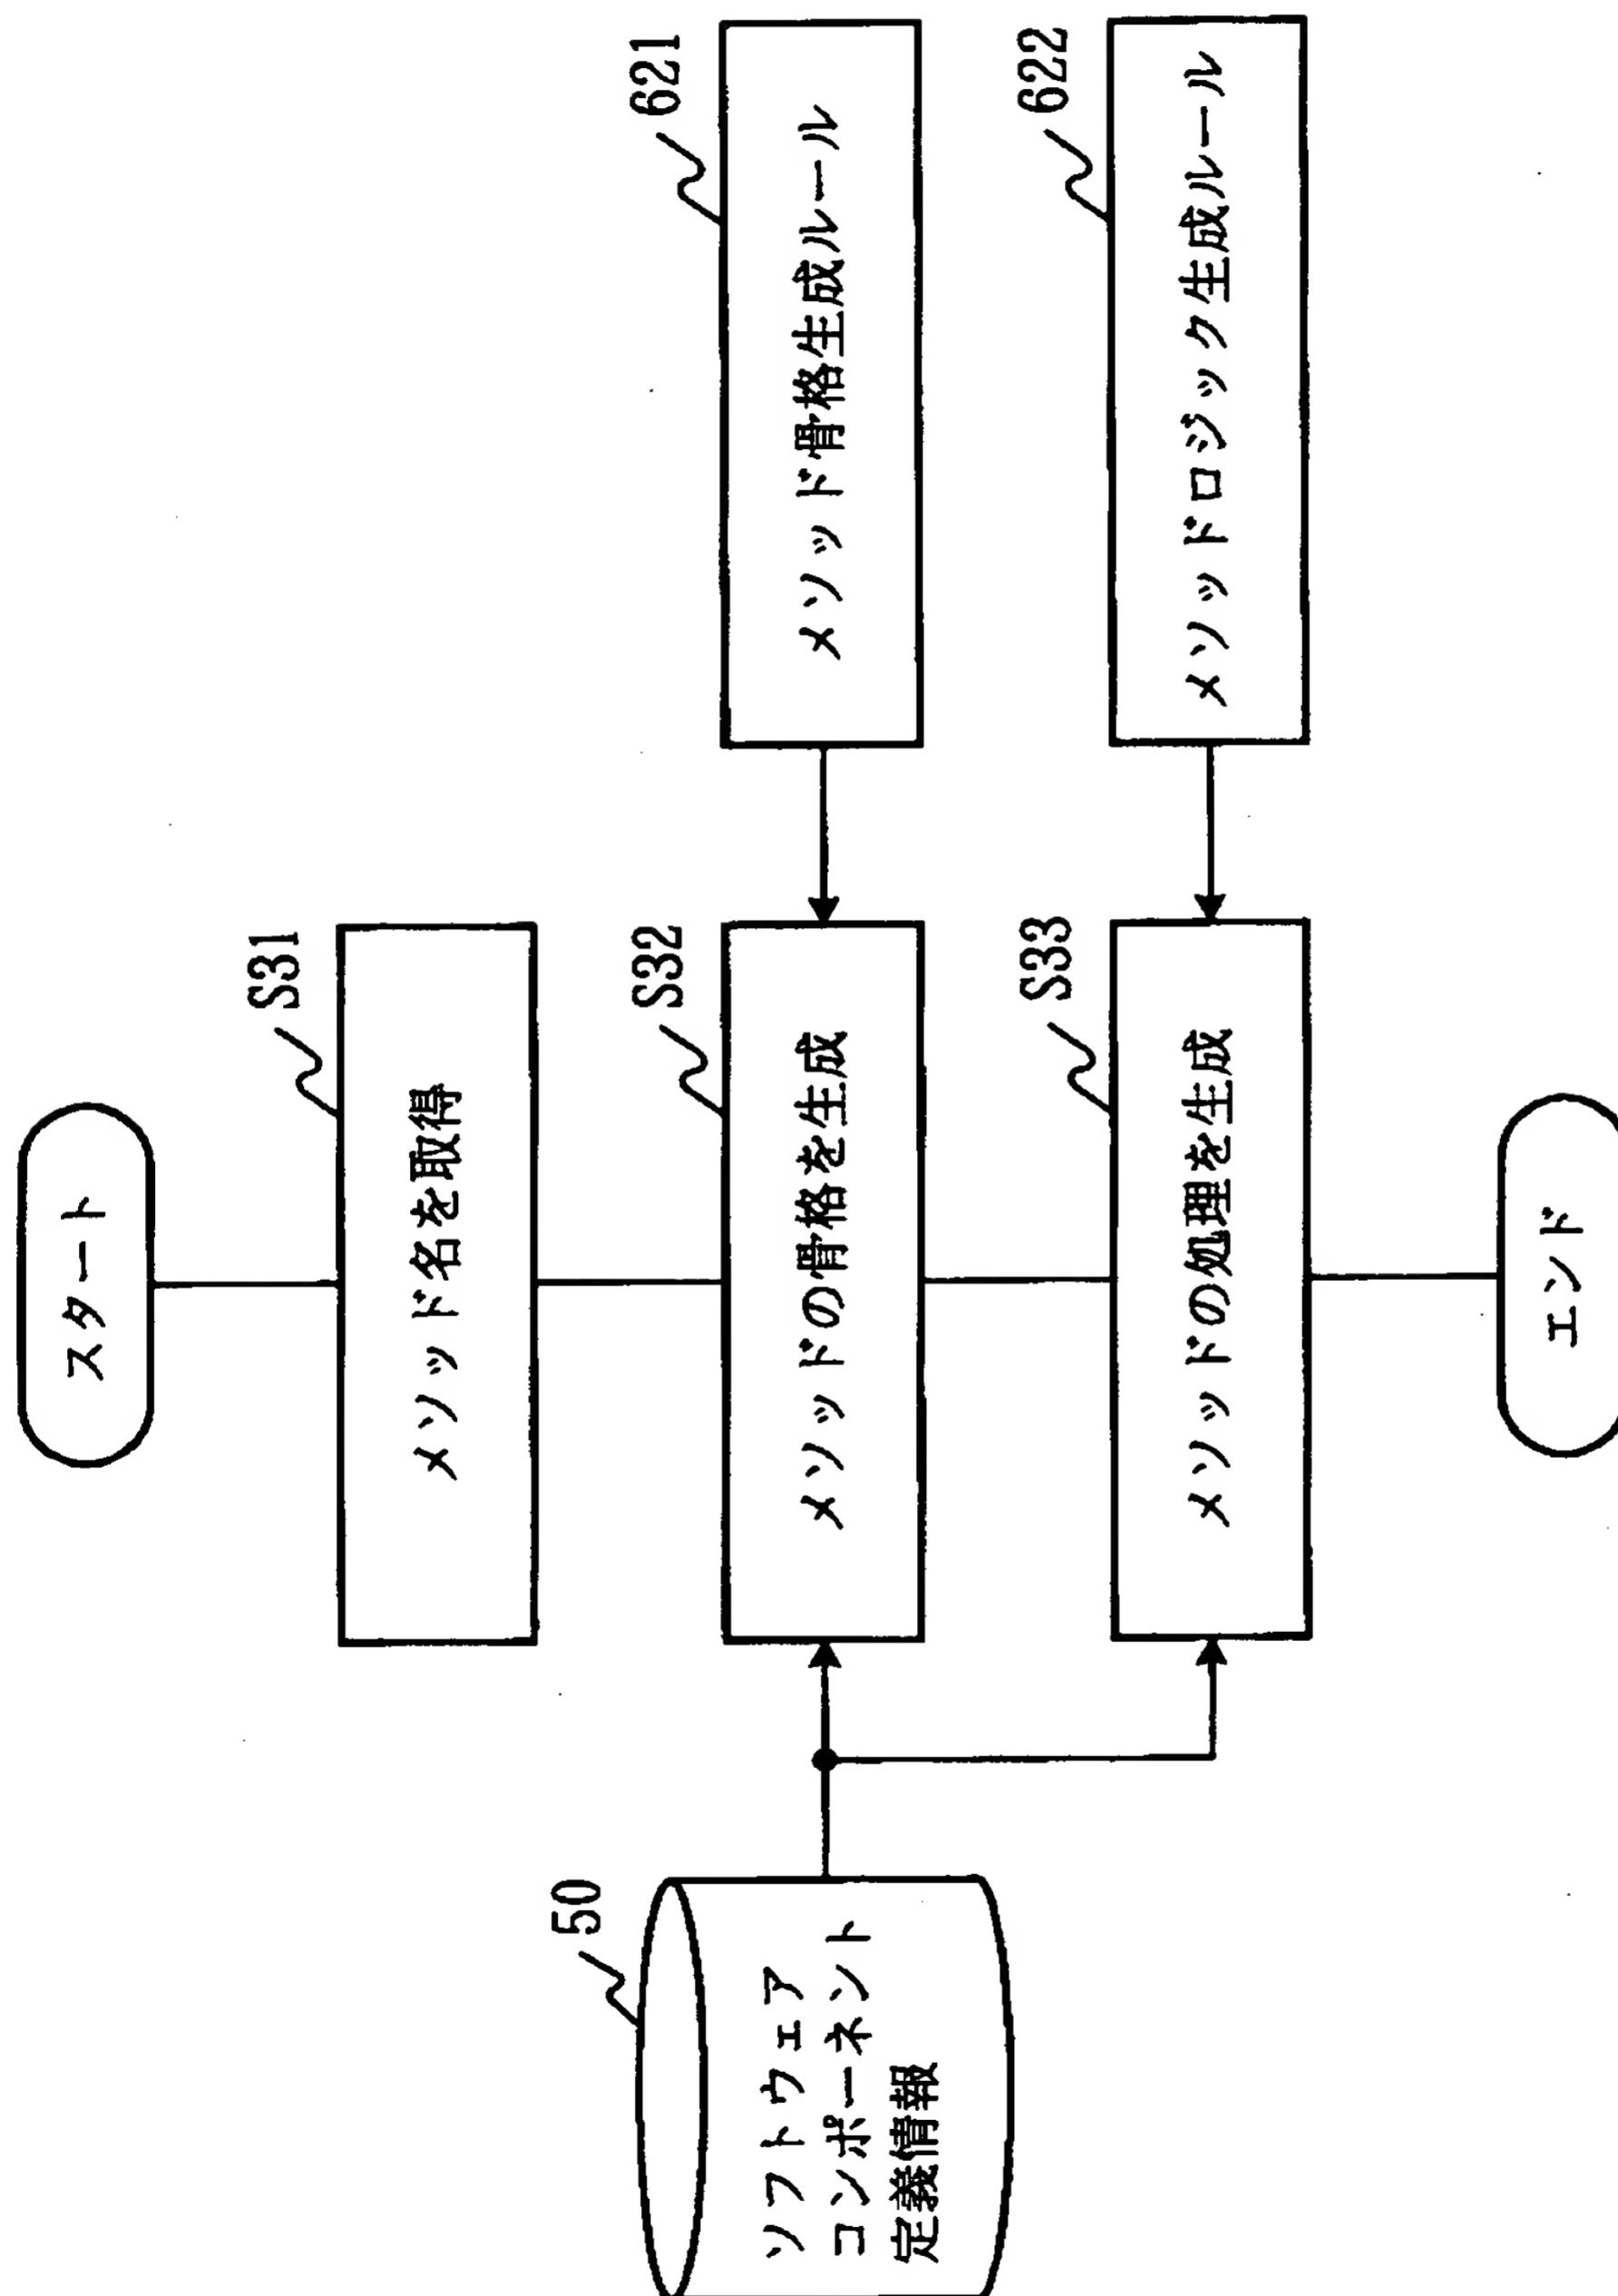 スタート
S31
メソッド名を取得
50
ソフトウェア
コンポーネント
定義情報
S32
メソッドの骨格を生成
621
メソッド骨格生成ルール
S33
メソッドの処理を生成
622
メソッドロジック生成ルール
エンド